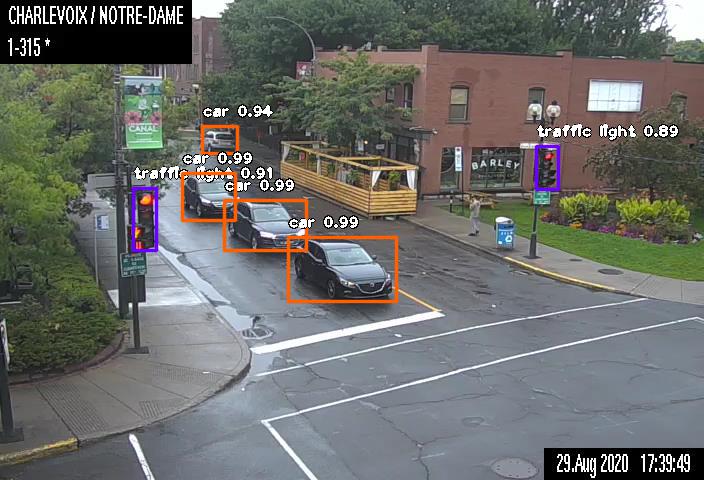 CHARLEVOIX / NOTRE-DAME
1-315 *
car 0.94
traffic light 0.89
car 0.99
traffic light 0.91
car 0.99
car 0.99
CANAL
BARLEY
29.Aug 2020 17:39:49